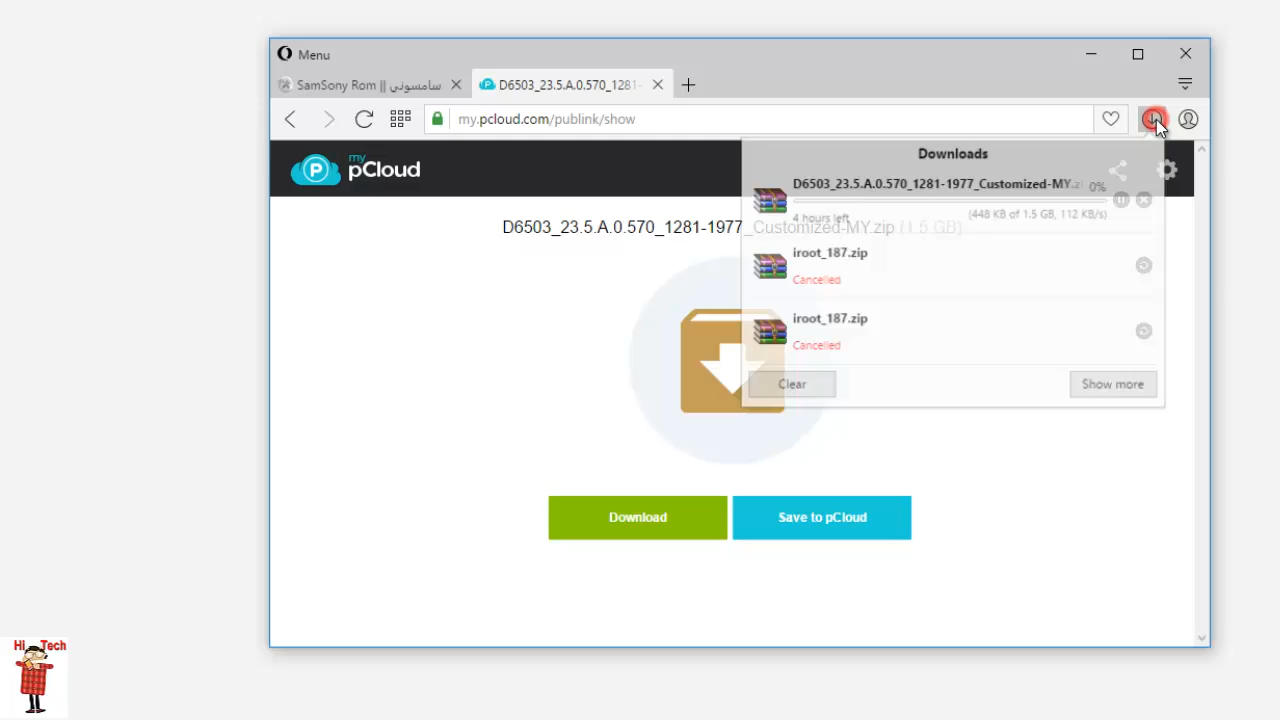 Menu
SamSony Rom || سامسوني
D6503_23.5.A.0.570_1281-
my.pcloud.com/publink/show
my
pCloud
Downloads
D6503_23.5.A.0.570_1281-1977_Customized-MY.zi
0%
4 hours left
(448 KB of 1.5 GB, 112 KB/s)
D6503_23.5.A.0.570_1281-1977_Customized-MY.zip (1.5 GB)
iroot_187.zip
Cancelled
iroot_187.zip
Cancelled
Clear
Show more
Download
Save to pCloud
Hi Tech